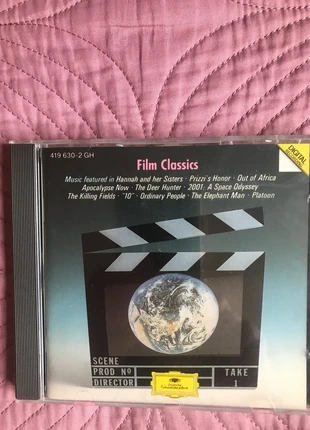 419 630-2 GH
Film Classics
DIGITAL
Music featured in Hannah and her Sisters · Prizzi's Honor · Out of Africa
Apocalypse Now · The Deer Hunter · 2001: A Space Odyssey
The Killing Fields · "10" · Ordinary People · The Elephant Man · Platoon
SCENE
PROD Nº
DIRECTOR
TAKE
1
Deutsche
Grammophon